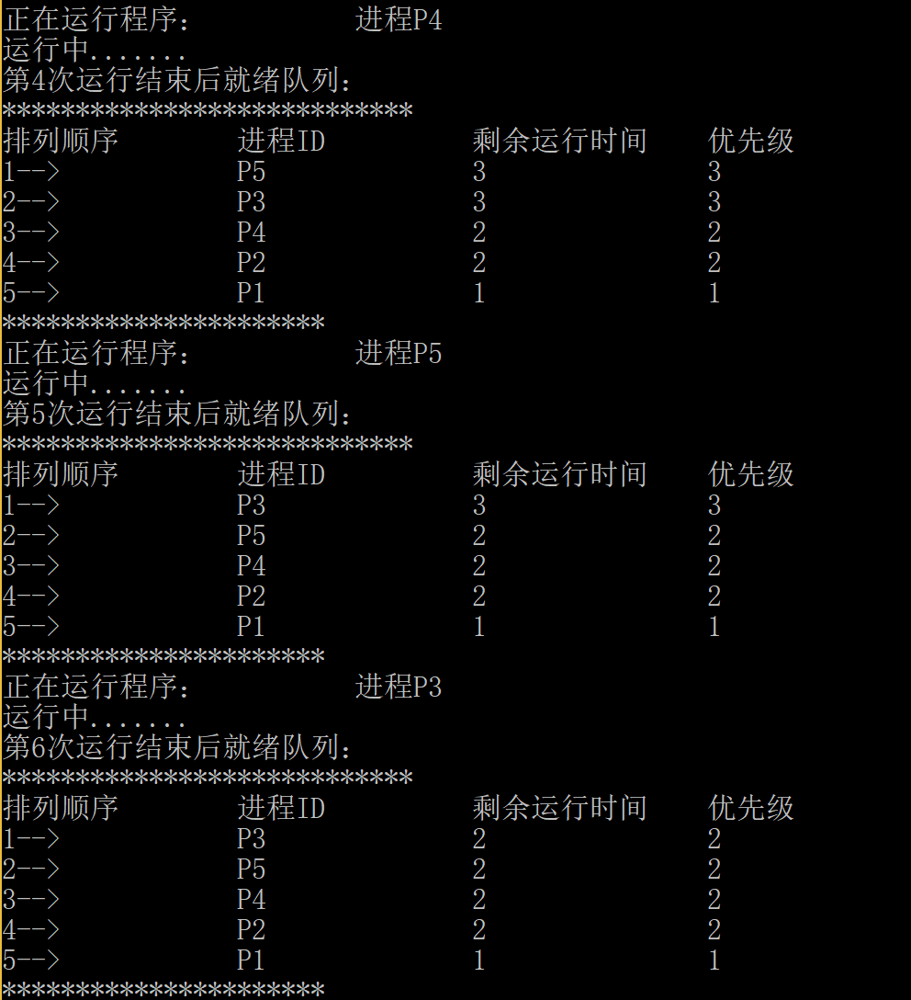 正在运行程序： 进程P4
运行中.......
第4次运行结束后就绪队列：
****************************
排列顺序 进程ID 剩余运行时间 优先级
1--> P5 3 3
2--> P3 3 3
3--> P4 2 2
4--> P2 2 2
5--> P1 1 1
**********************
正在运行程序： 进程P5
运行中.......
第5次运行结束后就绪队列：
****************************
排列顺序 进程ID 剩余运行时间 优先级
1--> P3 3 3
2--> P5 2 2
3--> P4 2 2
4--> P2 2 2
5--> P1 1 1
**********************
正在运行程序： 进程P3
运行中.......
第6次运行结束后就绪队列：
****************************
排列顺序 进程ID 剩余运行时间 优先级
1--> P3 2 2
2--> P5 2 2
3--> P4 2 2
4--> P2 2 2
5--> P1 1 1
**********************